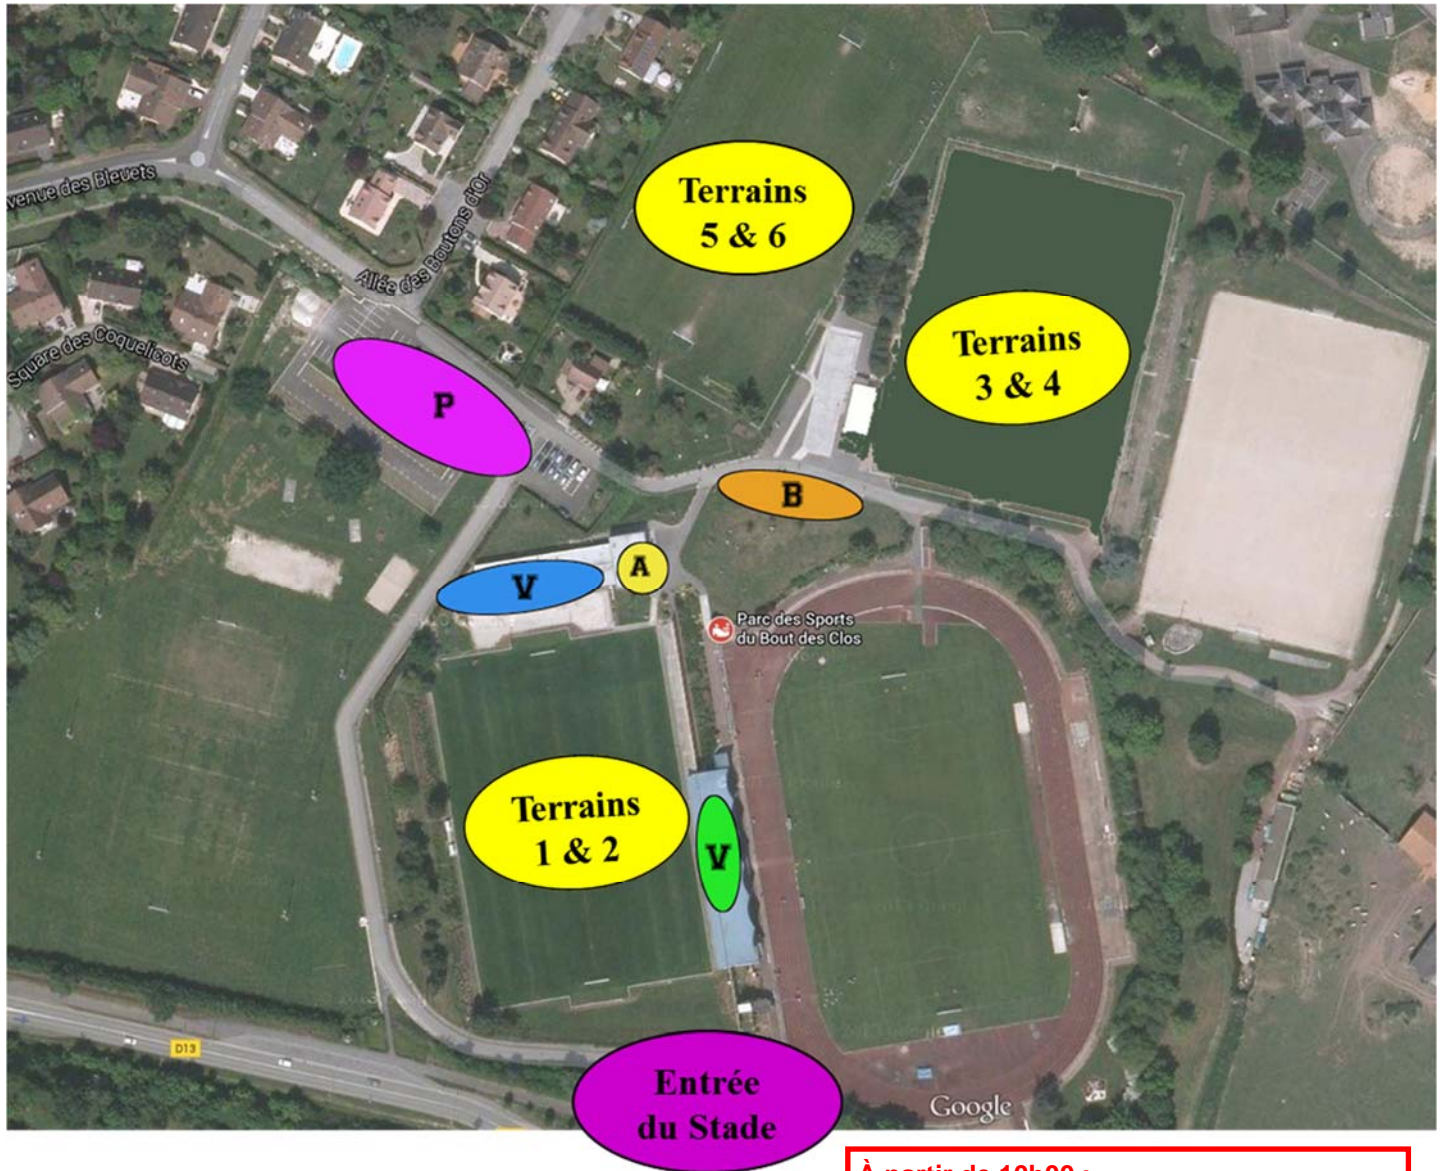 venue des Bleuets
Allée des Boutons d'Or
Square des Coquelicots
Terrains
5 & 6
Terrains
3 & 4
P
B
A
V
Parc des Sports
du Bout des Clos
Terrains
1 & 2
V
D13
Entrée
du Stade
Google